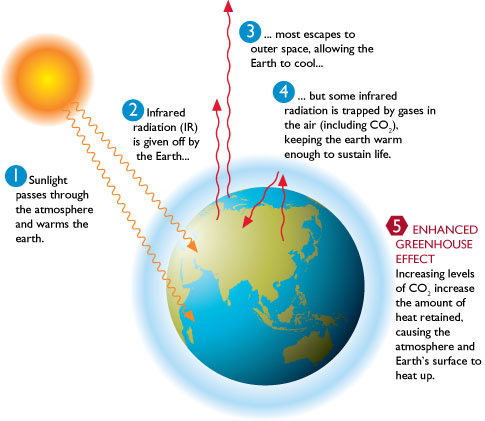 1 Sunlight
passes through
the atmosphere
and warms the
earth.
2 Infrared
radiation (IR)
is given off by
the Earth...
3 ... most escapes to
outer space, allowing the
Earth to cool...
4 ... but some infrared
radiation is trapped by gases in
the air (including CO₂),
keeping the earth warm
enough to sustain life.
5 ENHANCED
GREENHOUSE
EFFECT
Increasing levels
of CO₂ increase
the amount of
heat retained,
causing the
atmosphere and
Earth's surface to
heat up.